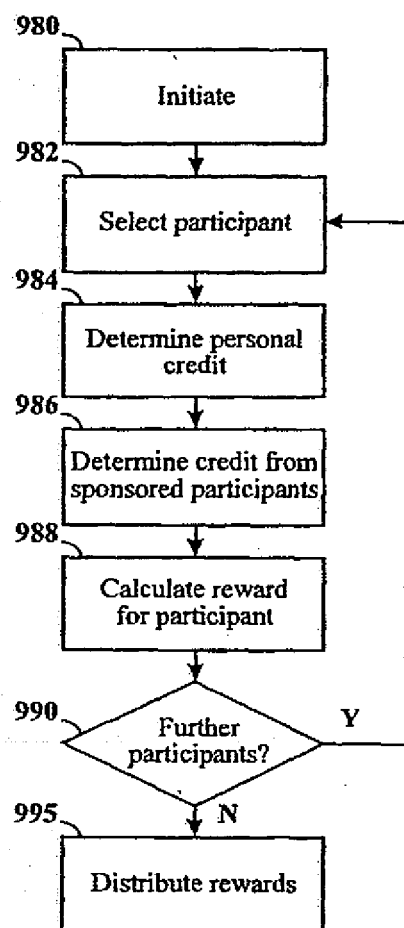 980
Initiate
982
Select participant
984
Determine personal
credit
986
Determine credit from
sponsored participants
988
Calculate reward
for participant
990
Further
participants?
Y
N
995
Distribute rewards